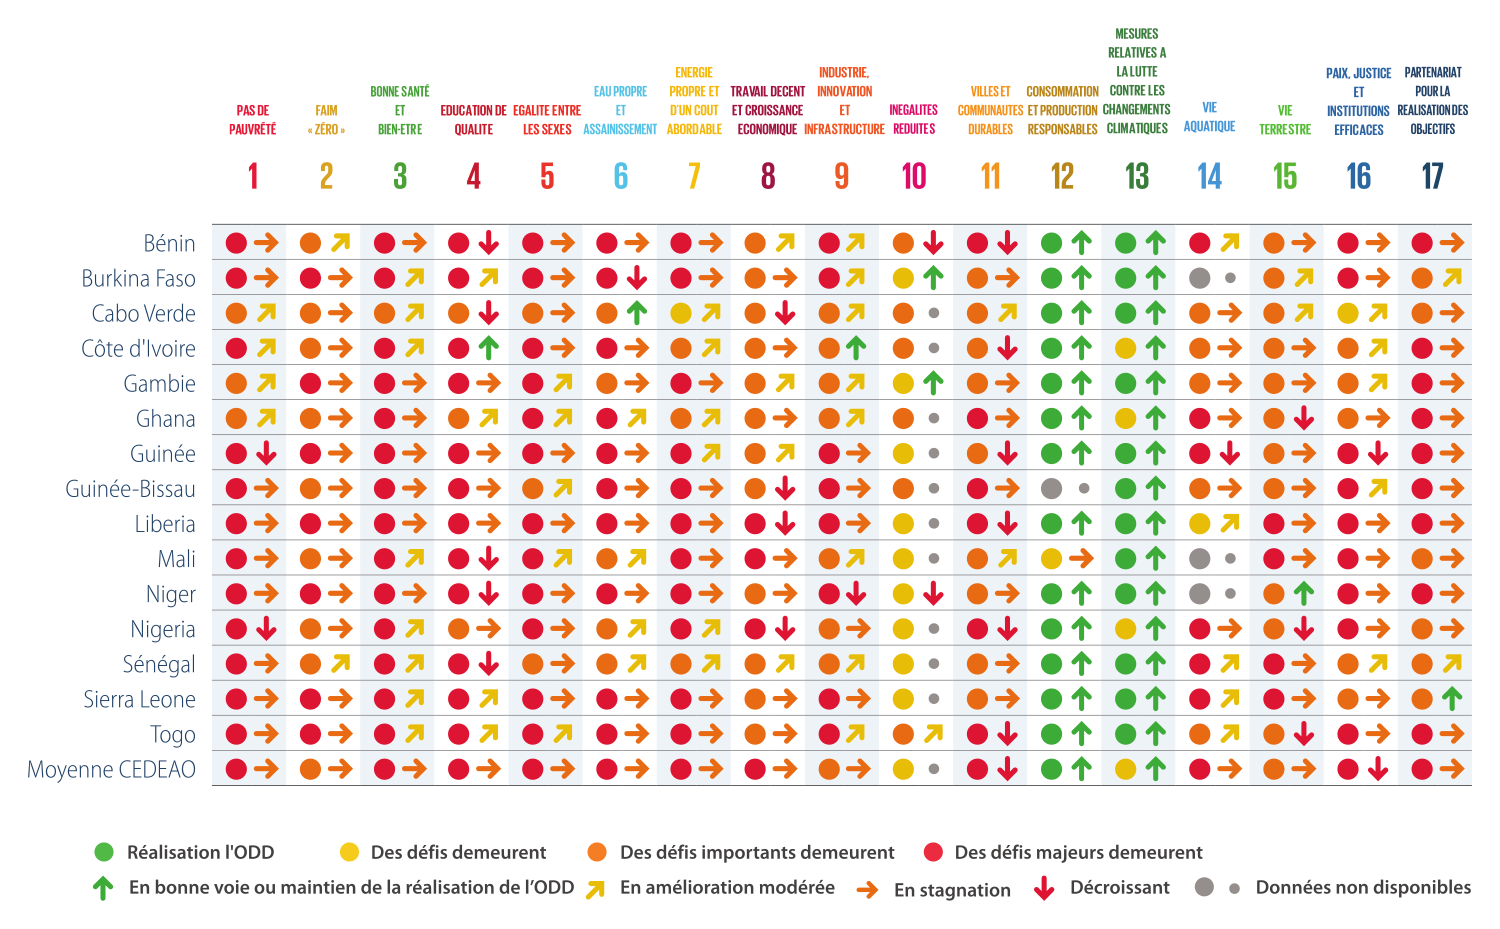 PAS DE
PAUVRÉTÉ
FAIM
« ZÉRO »
BONNE SANTÉ
ET
BIEN-ETRE
EDUCATION DE
QUALITE
EGALITE ENTRE
LES SEXES
EAU PROPRE
ET
ASSAINISSEMENT
ENERGIE
PROPRE ET
D'UN COUT
ABORDABLE
TRAVAIL DECENT
ET CROISSANCE
ECONOMIQUE
INDUSTRIE,
INNOVATION
ET
INFRASTRUCTURE
INEGALITES
REDUITES
VILLES ET
COMMUNAUTES
DURABLES
CONSOMMATION
ET PRODUCTION
RESPONSABLES
MESURES
RELATIVES A
LA LUTTE
CONTRE LES
CHANGEMENTS
CLIMATIQUES
VIE
AQUATIQUE
VIE
TERRESTRE
PAIX, JUSTICE
ET
INSTITUTIONS
EFFICACES
PARTENARIAT
POUR LA
REALISATION DES
OBJECTIFS
1 2 3 4 5 6 7 8 9 10 11 12 13 14 15 16 17
Bénin
Burkina Faso
Cabo Verde
Côte d'Ivoire
Gambie
Ghana
Guinée
Guinée-Bissau
Liberia
Mali
Niger
Nigeria
Sénégal
Sierra Leone
Togo
Moyenne CEDEAO
Réalisation l'ODD
Des défis demeurent
Des défis importants demeurent
Des défis majeurs demeurent
En bonne voie ou maintien de la réalisation de l'ODD
En amélioration modérée
En stagnation
Décroissant
Données non disponibles